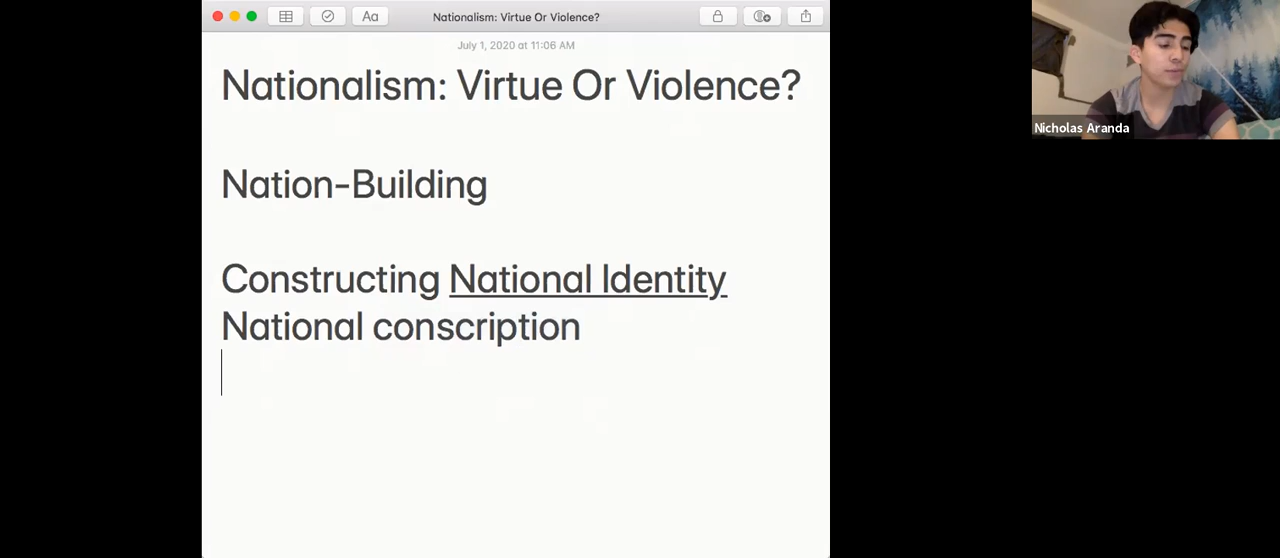 Nationalism: Virtue Or Violence?
July 1, 2020 at 11:06 AM
Nationalism: Virtue Or Violence?
Nation-Building
Constructing National Identity
National conscription
Aa
Nicholas Aranda